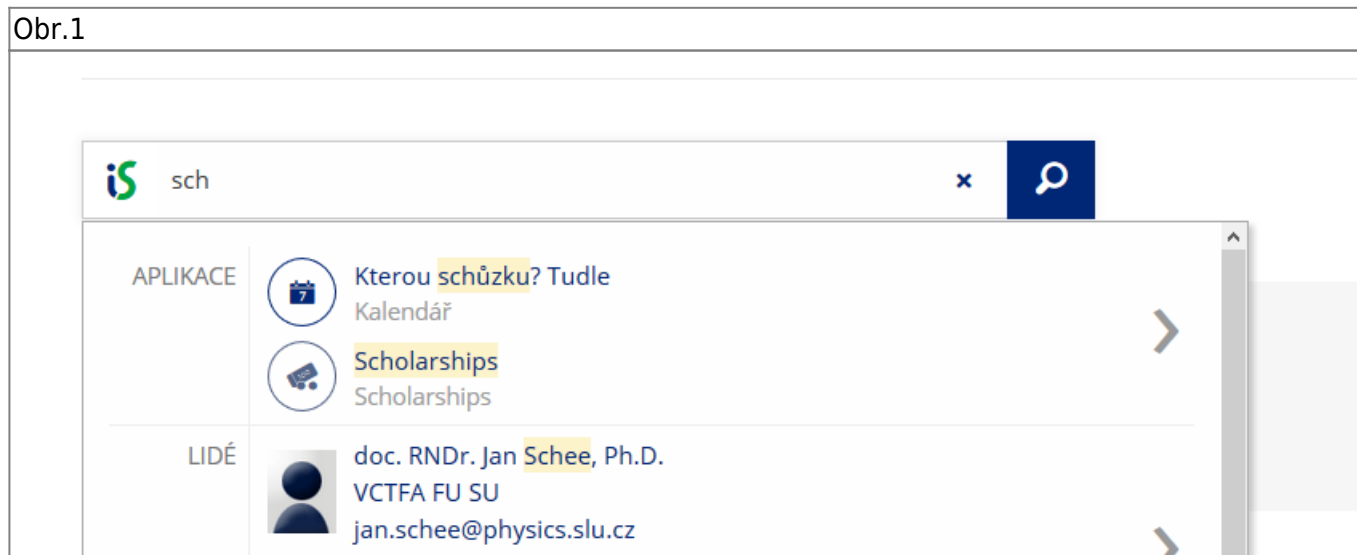 Obr.1
iS sch
APLIKACE
Kterou schůzku? Tudle
Kalendář
Scholarships
Scholarships
LIDÉ
doc. RNDr. Jan Schee, Ph.D.
VCTFA FU SU
jan.schee@physics.slu.cz